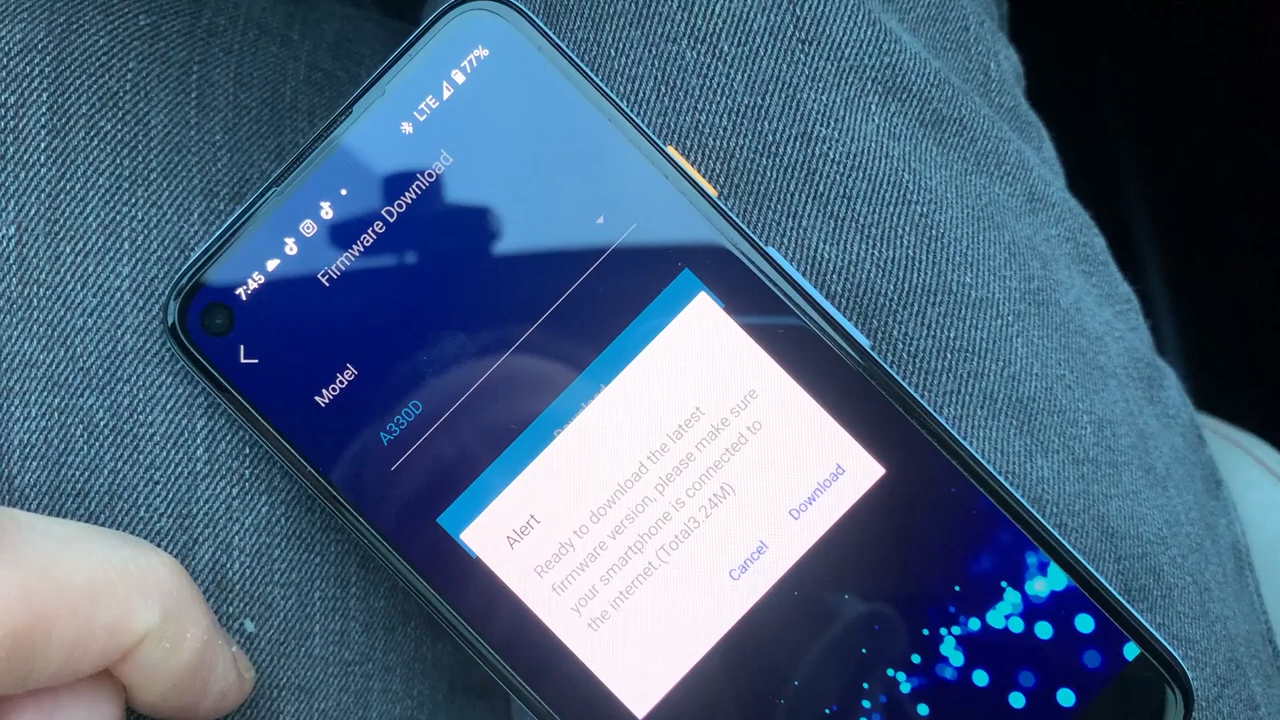 7:45 LTE 77%
Firmware Download
Model
A330D
Download
Alert
Ready to download the latest
firmware version, please make sure
your smartphone is connected to
the internet.(Total3.24M)
Cancel Download